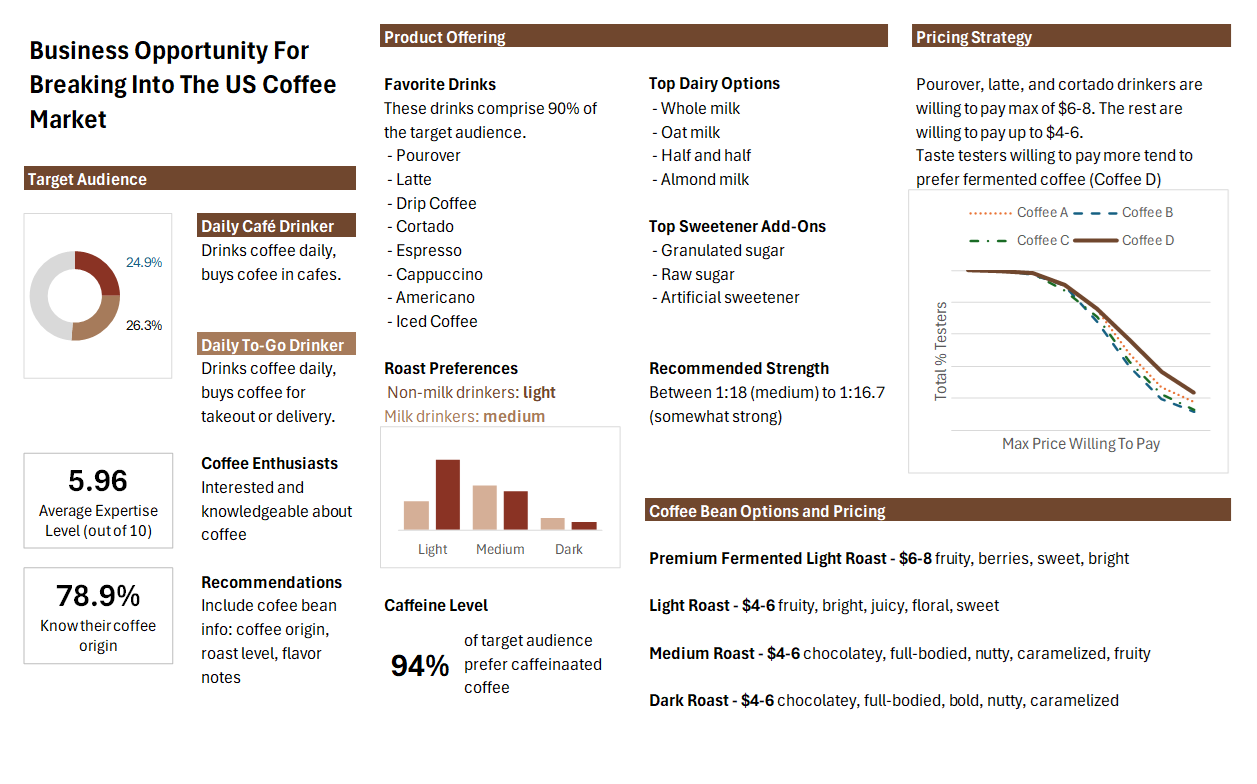 Business Opportunity For
Breaking Into The US Coffee
Market
Target Audience
24.9%
26.3%
Daily Café Drinker
Drinks coffee daily,
buys cofee in cafes.
Daily To-Go Drinker
Drinks coffee daily,
buys coffee for
takeout or delivery.
5.96
Average Expertise
Level (out of 10)
Coffee Enthusiasts
Interested and
knowledgeable about
coffee
78.9%
Know their coffee
origin
Recommendations
Include cofee bean
info: coffee origin,
roast level, flavor
notes
Product Offering
Favorite Drinks
These drinks comprise 90% of
the target audience.
- Pourover
- Latte
- Drip Coffee
- Cortado
- Espresso
- Cappuccino
- Americano
- Iced Coffee
Roast Preferences
Non-milk drinkers: light
Milk drinkers: medium
Light Medium Dark
Caffeine Level
94%
of target audience
prefer caffeinaated
coffee
Top Dairy Options
- Whole milk
- Oat milk
- Half and half
- Almond milk
Top Sweetener Add-Ons
- Granulated sugar
- Raw sugar
- Artificial sweetener
Recommended Strength
Between 1:18 (medium) to 1:16.7
(somewhat strong)
Pricing Strategy
Pourover, latte, and cortado drinkers are
willing to pay max of $6-8. The rest are
willing to pay up to $4-6.
Taste testers willing to pay more tend to
prefer fermented coffee (Coffee D)
Coffee A Coffee B
Coffee C Coffee D
Total % Testers
Max Price Willing To Pay
Coffee Bean Options and Pricing
Premium Fermented Light Roast - $6-8 fruity, berries, sweet, bright
Light Roast - $4-6 fruity, bright, juicy, floral, sweet
Medium Roast - $4-6 chocolatey, full-bodied, nutty, caramelized, fruity
Dark Roast - $4-6 chocolatey, full-bodied, bold, nutty, caramelized